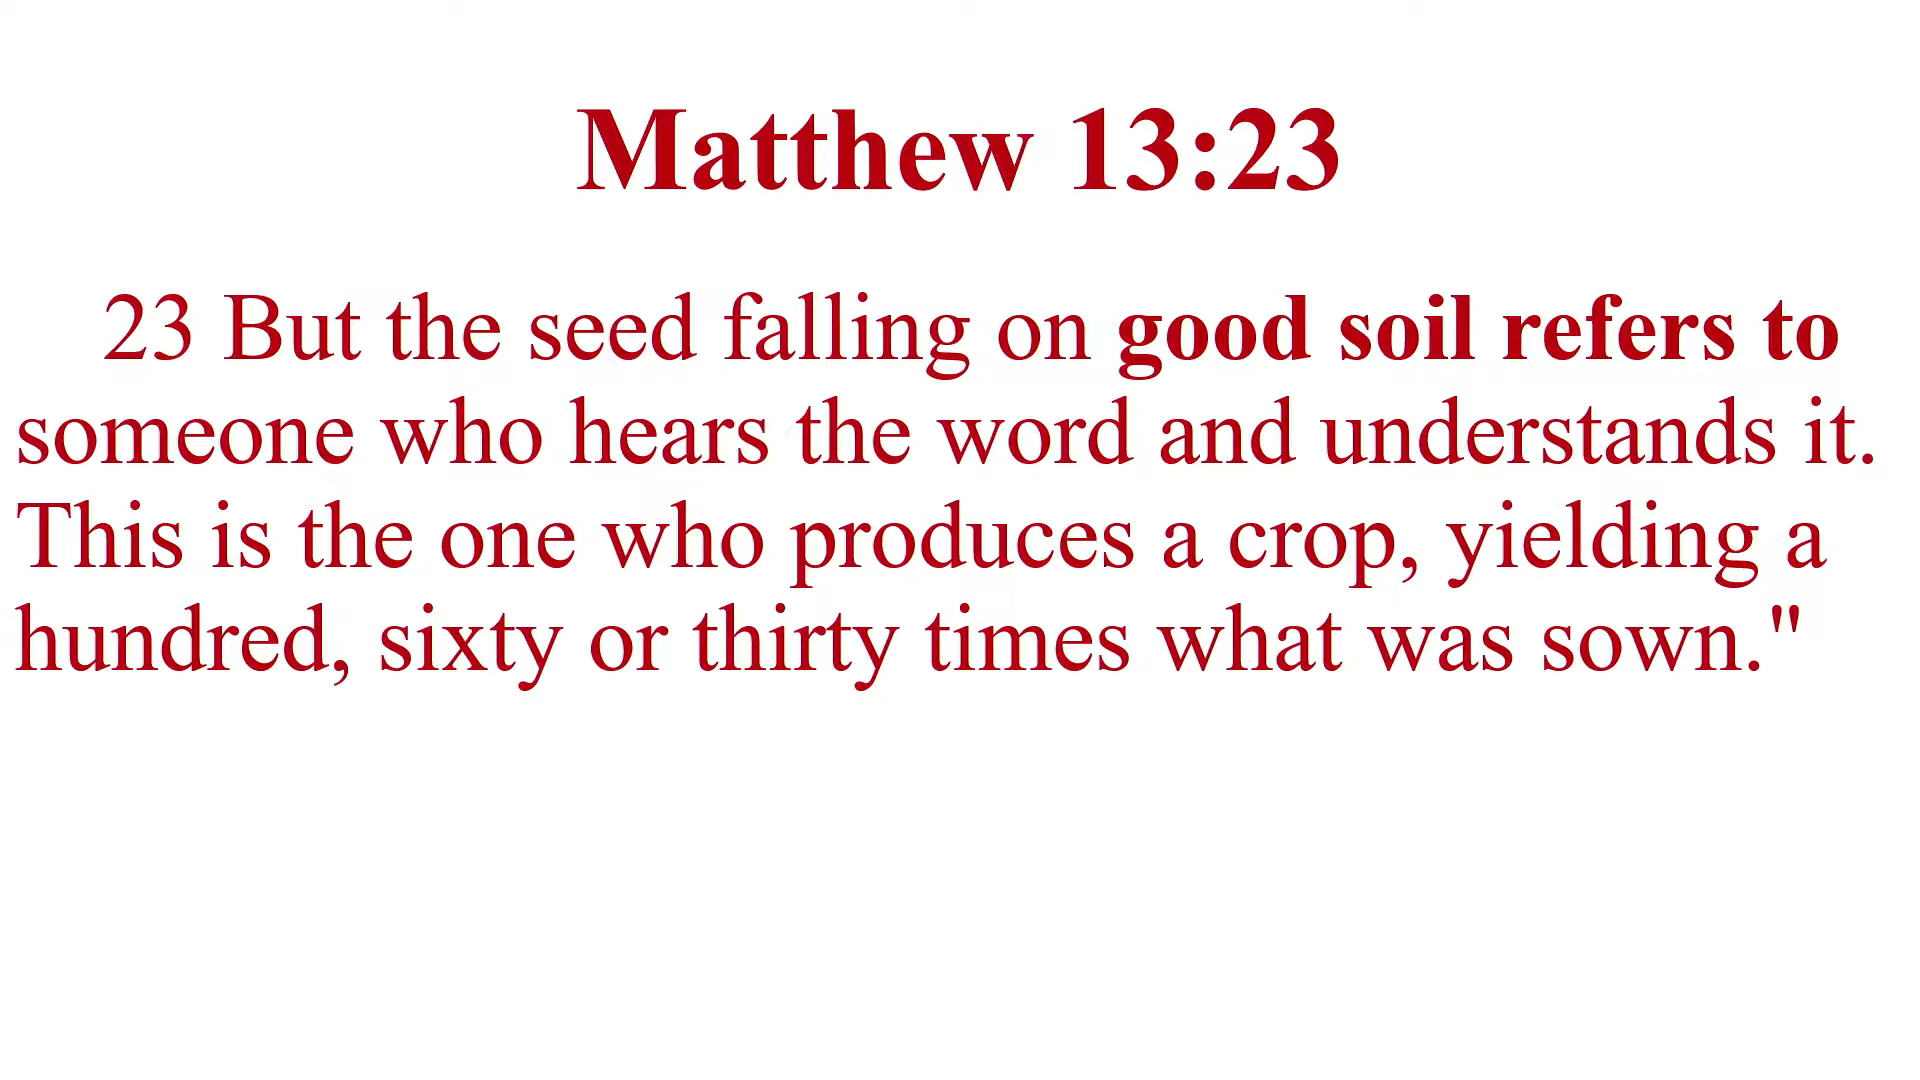 Matthew 13:23
23 But the seed falling on good soil refers to
someone who hears the word and understands it.
This is the one who produces a crop, yielding a
hundred, sixty or thirty times what was sown."